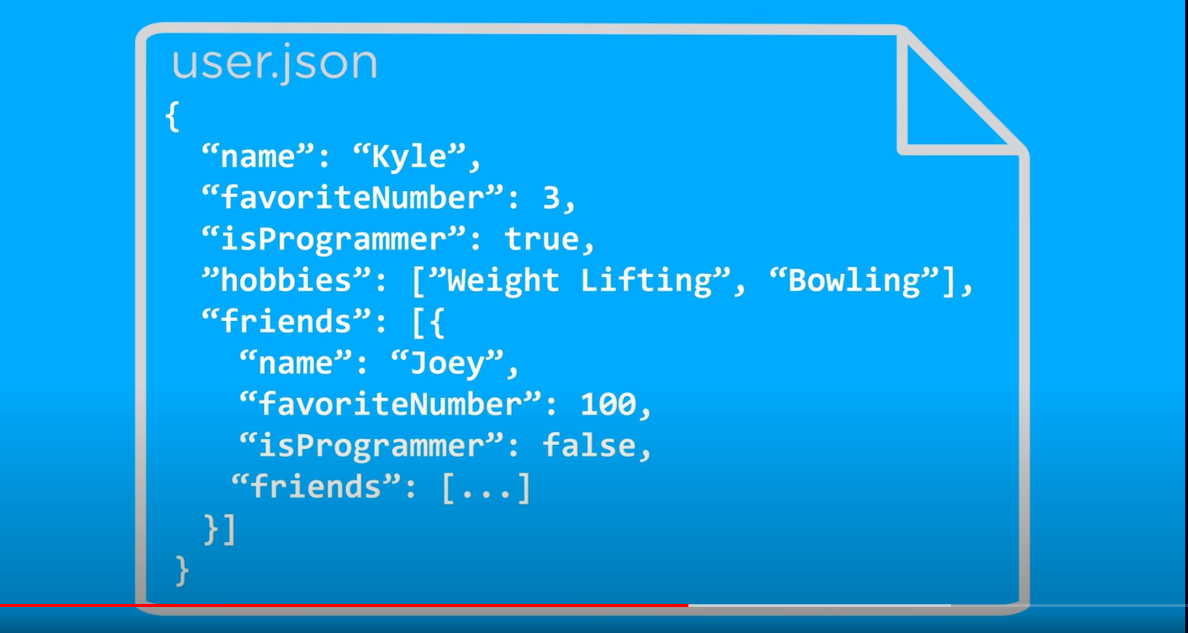 user.json
{
“name”: “Kyle”,
“favoriteNumber”: 3,
“isProgrammer”: true,
”hobbies”: [”Weight Lifting”, “Bowling”],
“friends”: [{
“name”: “Joey”,
“favoriteNumber”: 100,
“isProgrammer”: false,
“friends”: [...]
}]
}